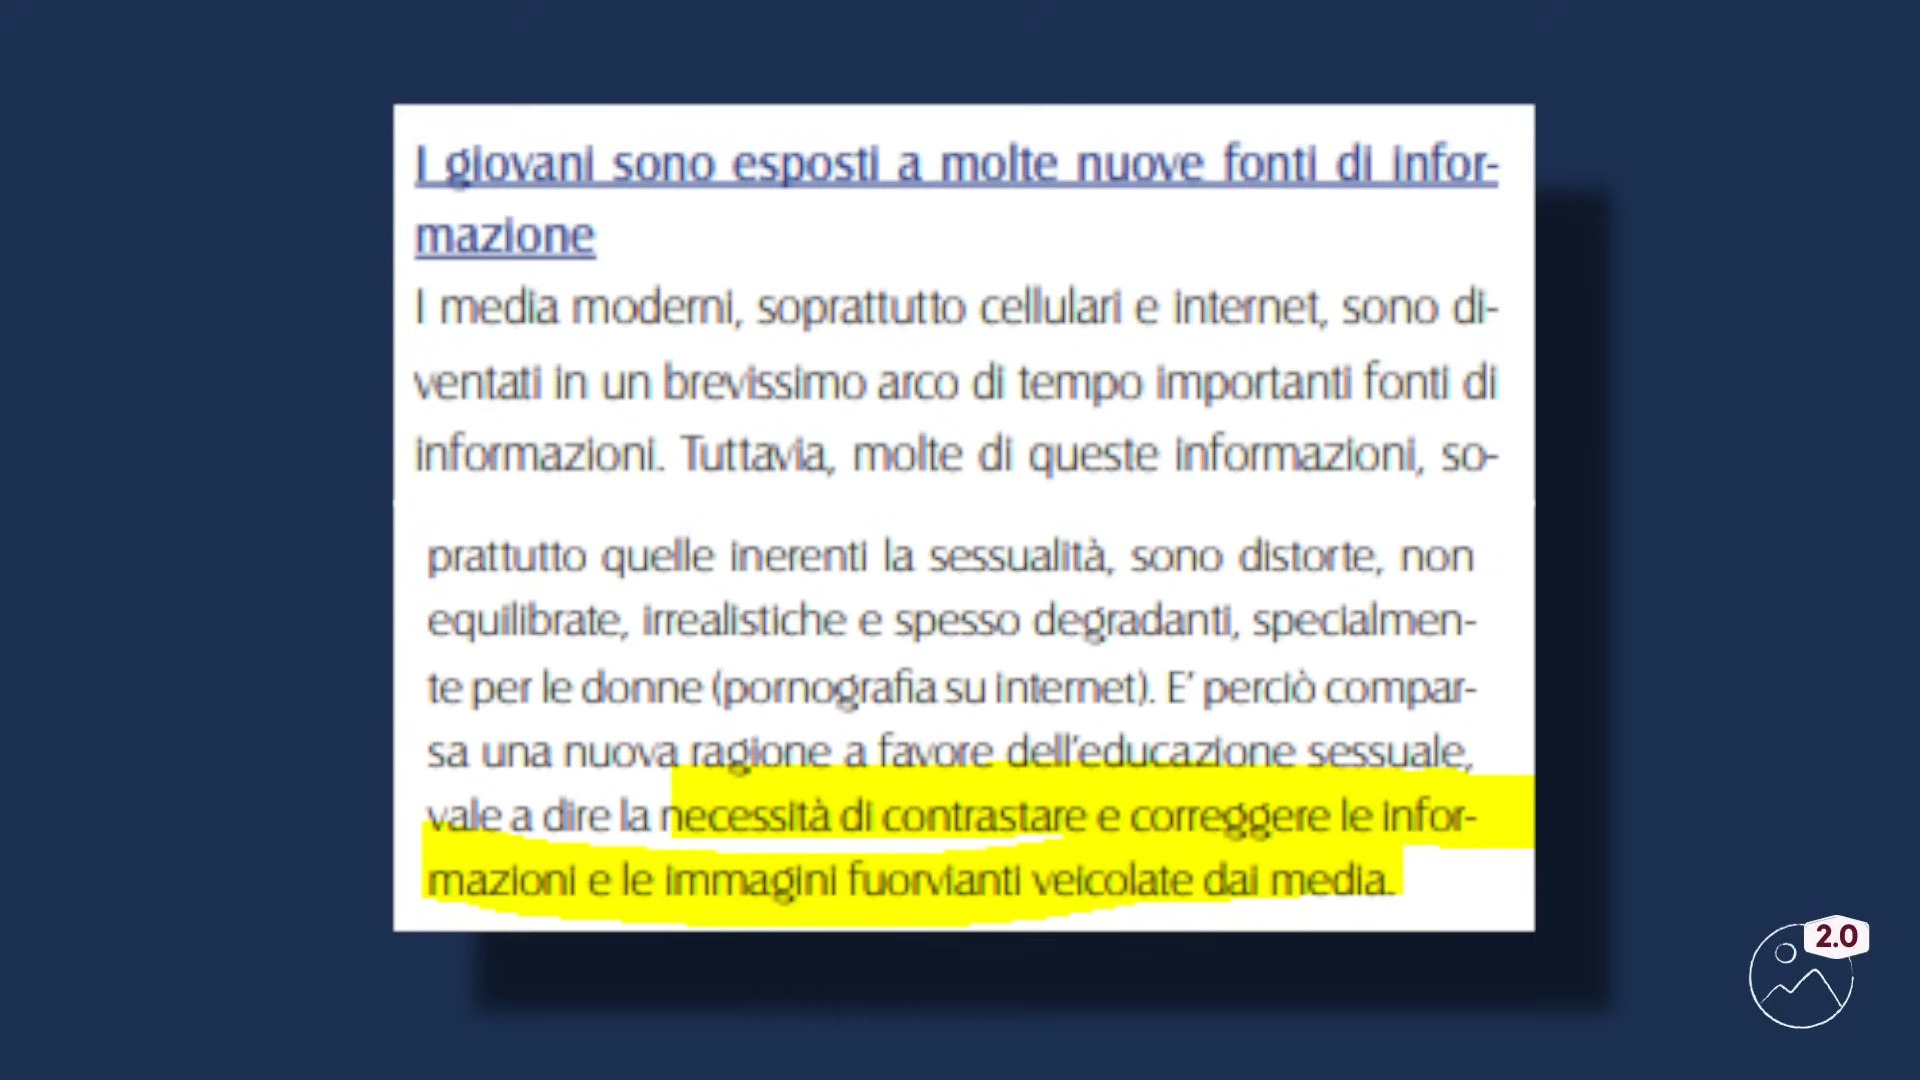 I giovani sono esposti a molte nuove fonti di infor-
mazione
I media moderni, soprattutto cellulari e internet, sono di-
ventati in un brevissimo arco di tempo importanti fonti di
informazioni. Tuttavia, molte di queste informazioni, so-
prattutto quelle inerenti la sessualità, sono distorte, non
equilibrate, irrealistiche e spesso degradanti, specialmen-
te per le donne (pornografia su internet). E’ perciò compar-
sa una nuova ragione a favore dell’educazione sessuale,
vale a dire la necessità di contrastare e correggere le infor-
mazioni e le immagini fuorvianti veicolate dai media.
2.0